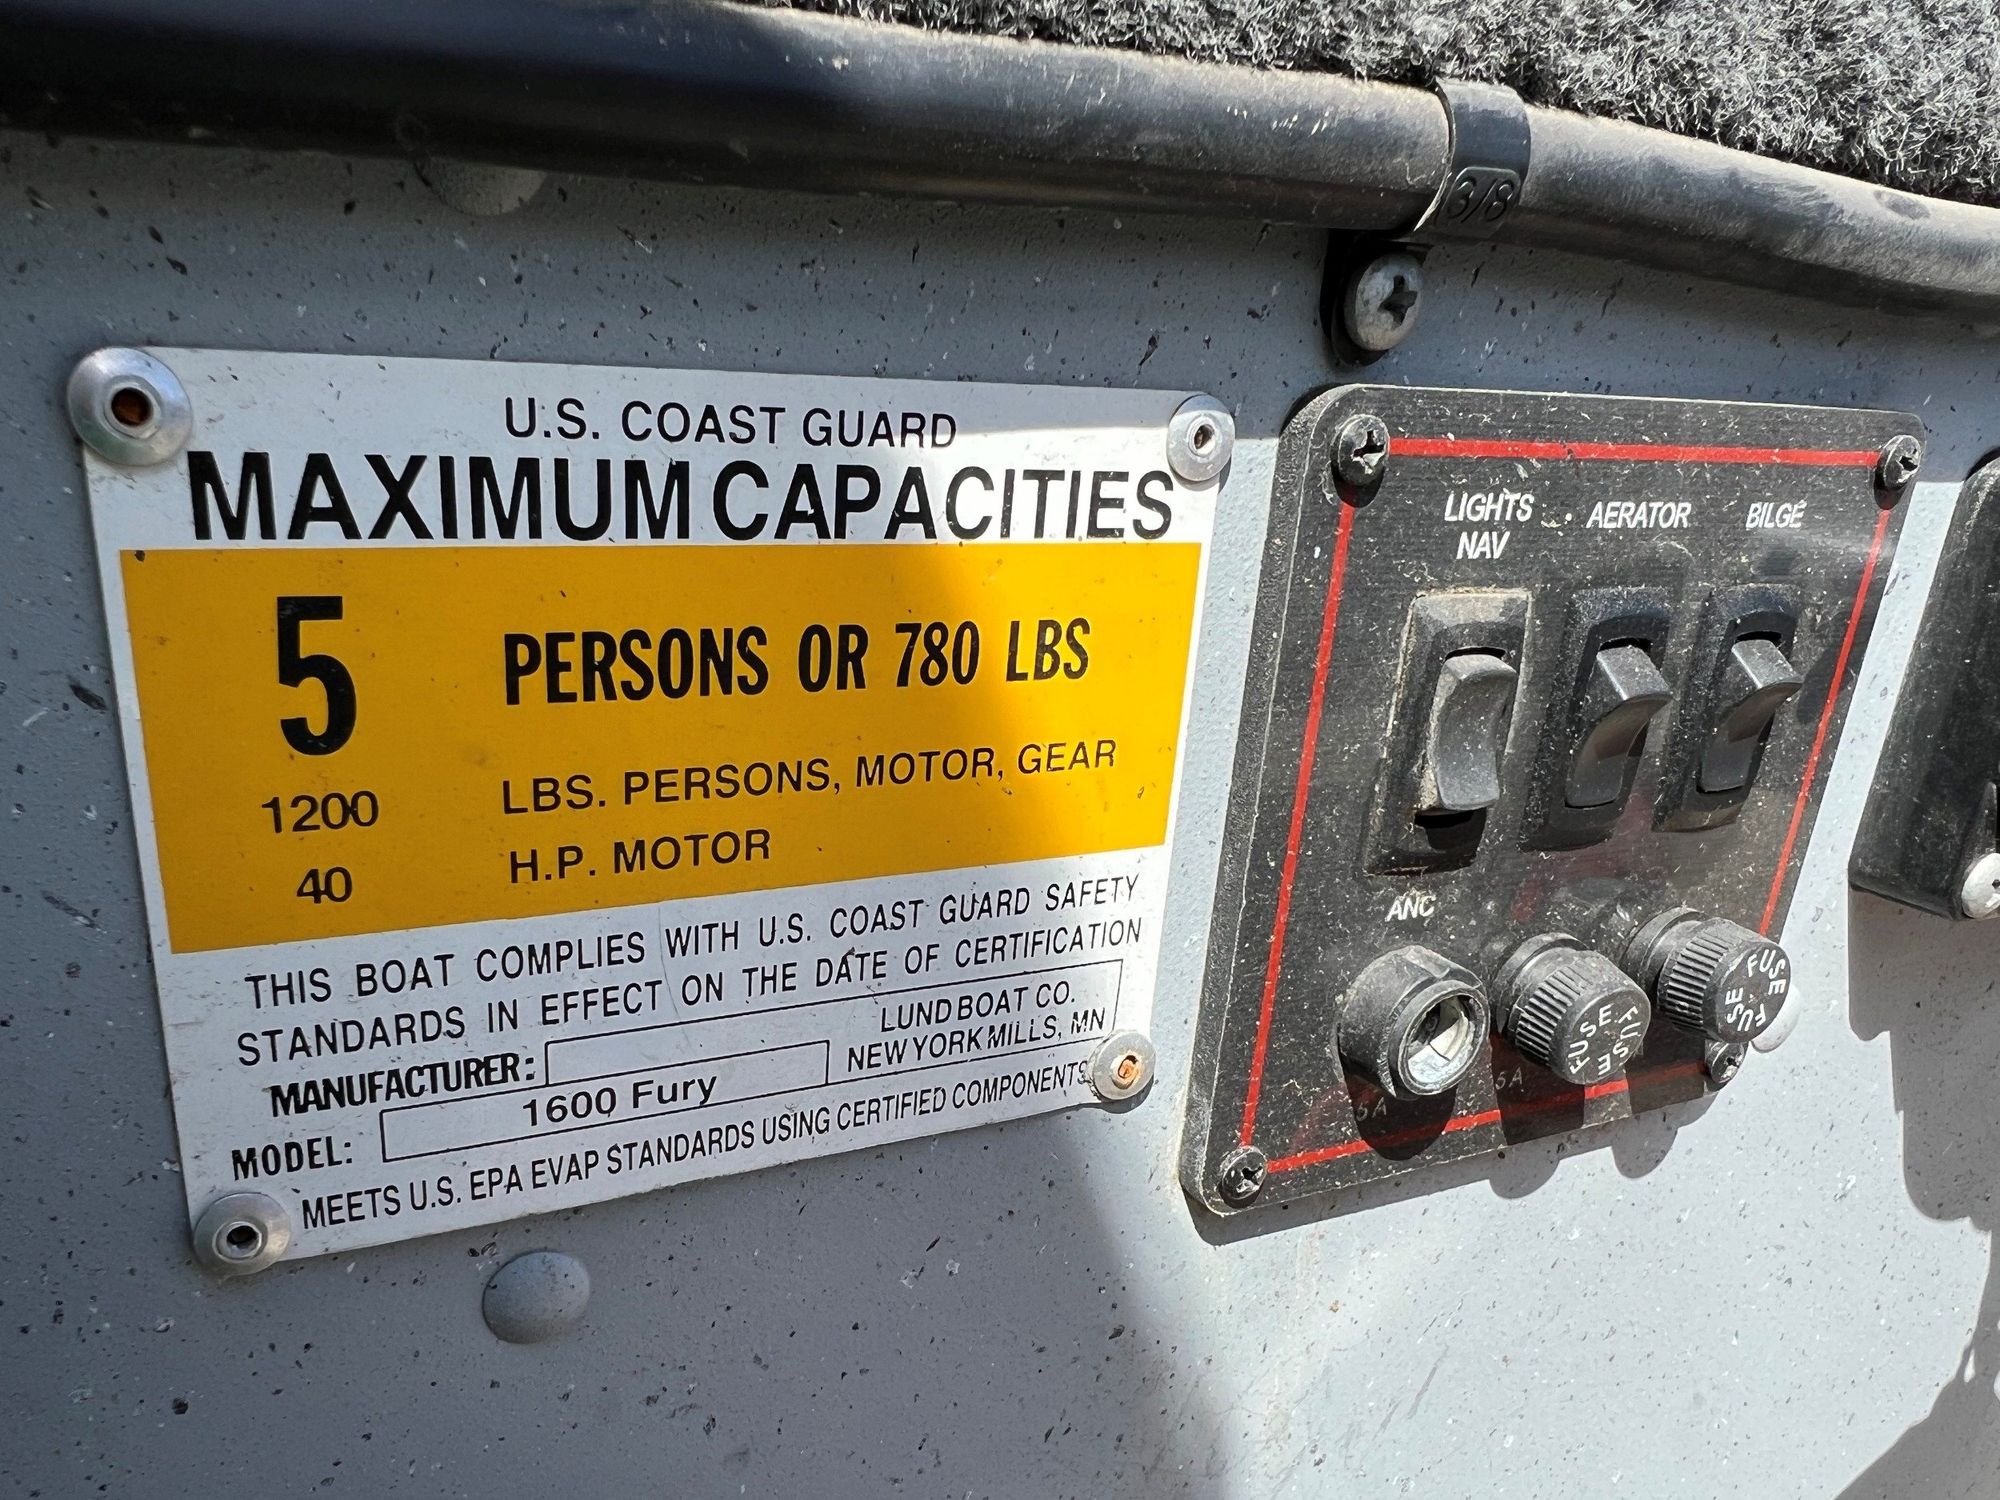 3/8
U.S. COAST GUARD
MAXIMUM CAPACITIES
5 PERSONS OR 780 LBS
1200 LBS. PERSONS, MOTOR, GEAR
40 H.P. MOTOR
THIS BOAT COMPLIES WITH U.S. COAST GUARD SAFETY
STANDARDS IN EFFECT ON THE DATE OF CERTIFICATION
MANUFACTURER: LUND BOAT CO.
NEW YORK MILLS, MN
MODEL: 1600 Fury
MEETS U.S. EPA EVAP STANDARDS USING CERTIFIED COMPONENTS
LIGHTS AERATOR BILGE
NAV
ANC
FUSE FUSE
FUSE FUSE
5A 5A